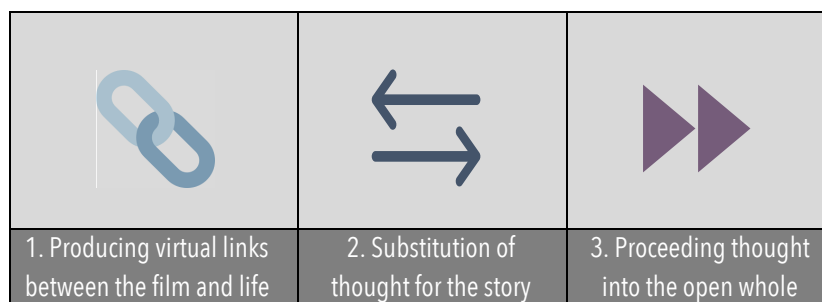 1. Producing virtual links
between the film and life
2. Substitution of
thought for the story
3. Proceeding thought
into the open whole